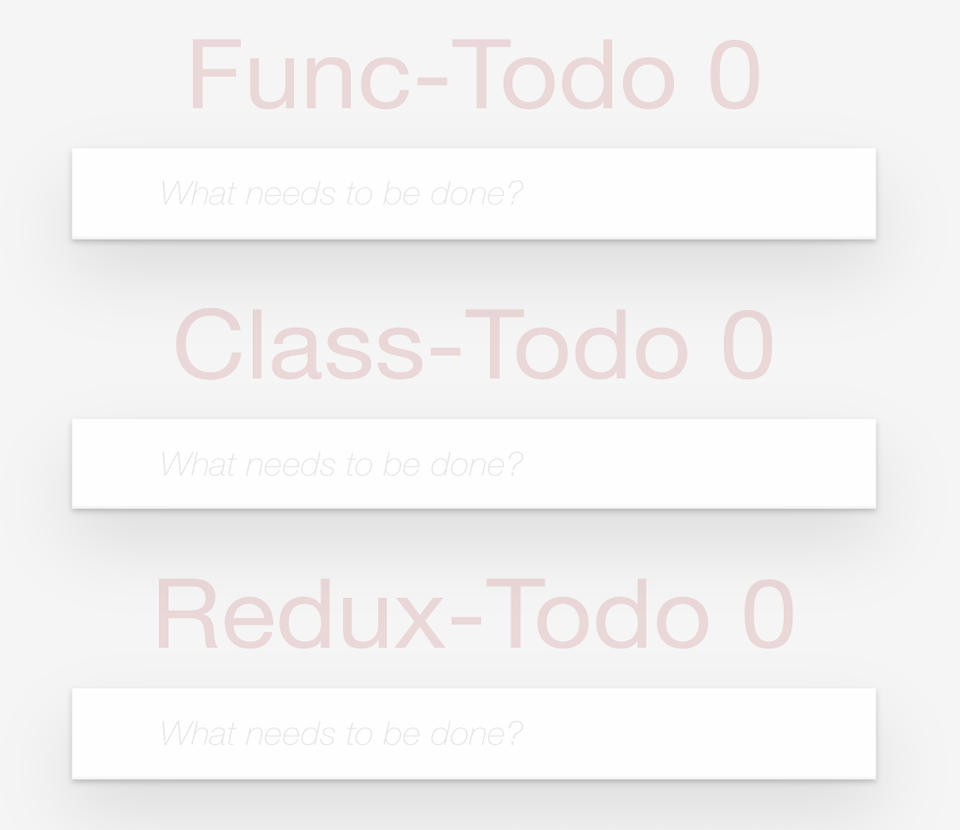 Func-Todo 0
What needs to be done?
Class-Todo 0
What needs to be done?
Redux-Todo 0
What needs to be done?